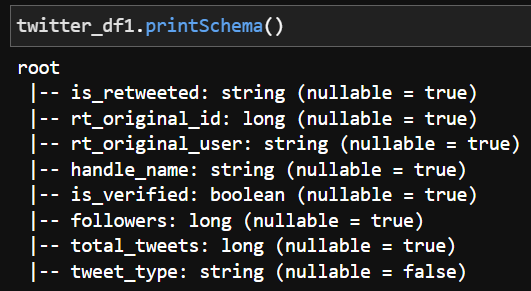 twitter_df1.printSchema()
root
 |-- is_retweeted: string (nullable = true)
 |-- rt_original_id: long (nullable = true)
 |-- rt_original_user: string (nullable = true)
 |-- handle_name: string (nullable = true)
 |-- is_verified: boolean (nullable = true)
 |-- followers: long (nullable = true)
 |-- total_tweets: long (nullable = true)
 |-- tweet_type: string (nullable = false)